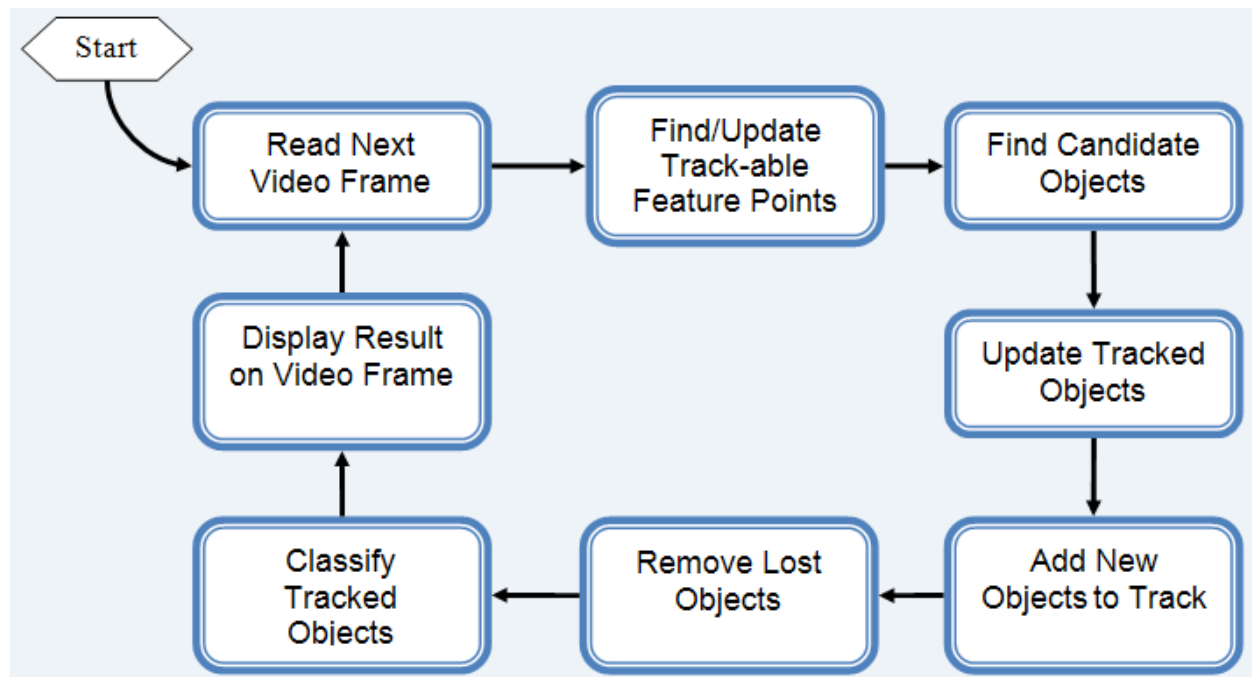 Start
Read Next
Video Frame
Find/Update
Track-able
Feature Points
Find Candidate
Objects
Update Tracked
Objects
Add New
Objects to Track
Remove Lost
Objects
Classify
Tracked
Objects
Display Result
on Video Frame